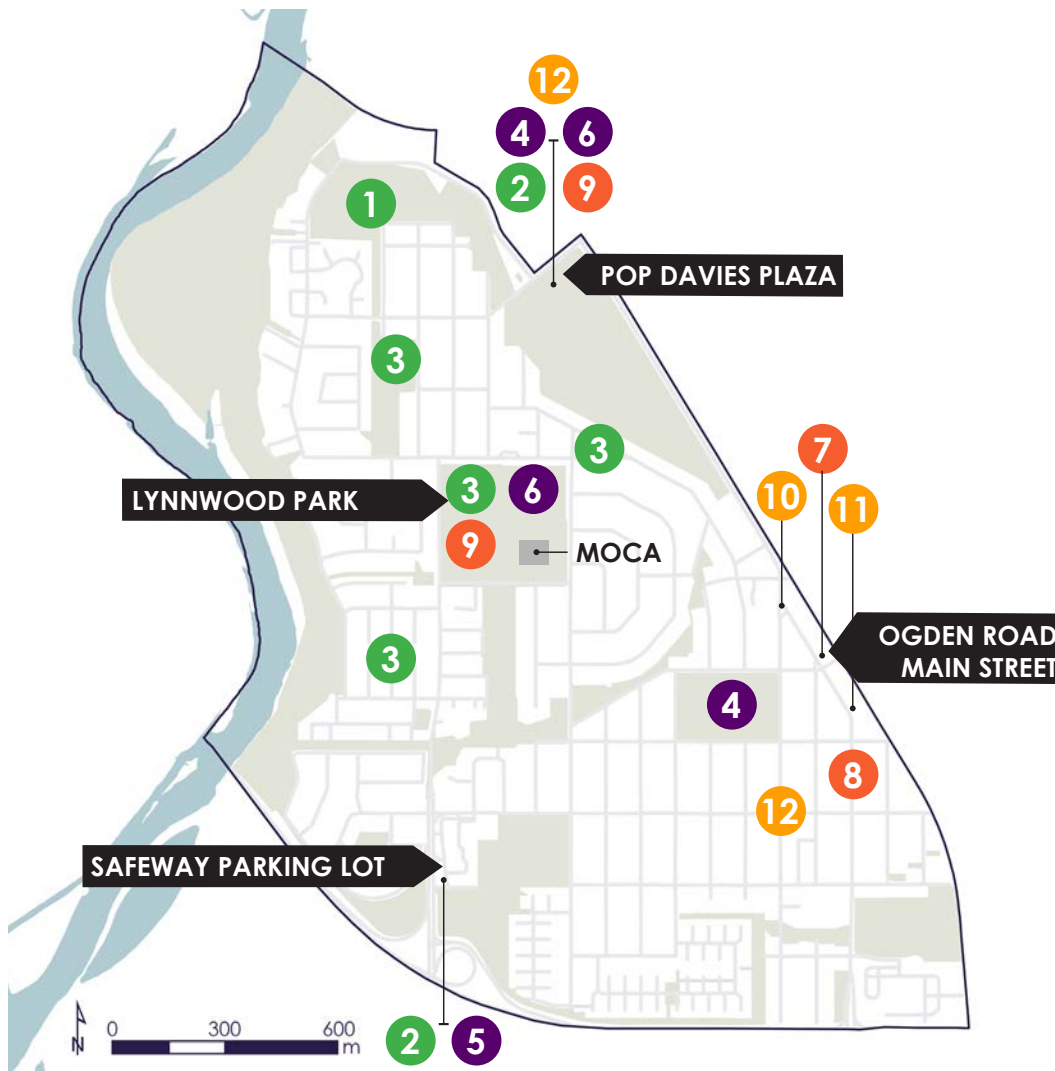 12
4 6
2 9
1
POP DAVIES PLAZA
3
3
7
10
11
LYNNWOOD PARK
3 6
9
MOCA
OGDEN ROAD
MAIN STREET
3
4
8
12
SAFEWAY PARKING LOT
N
0 300 600
m
2 5